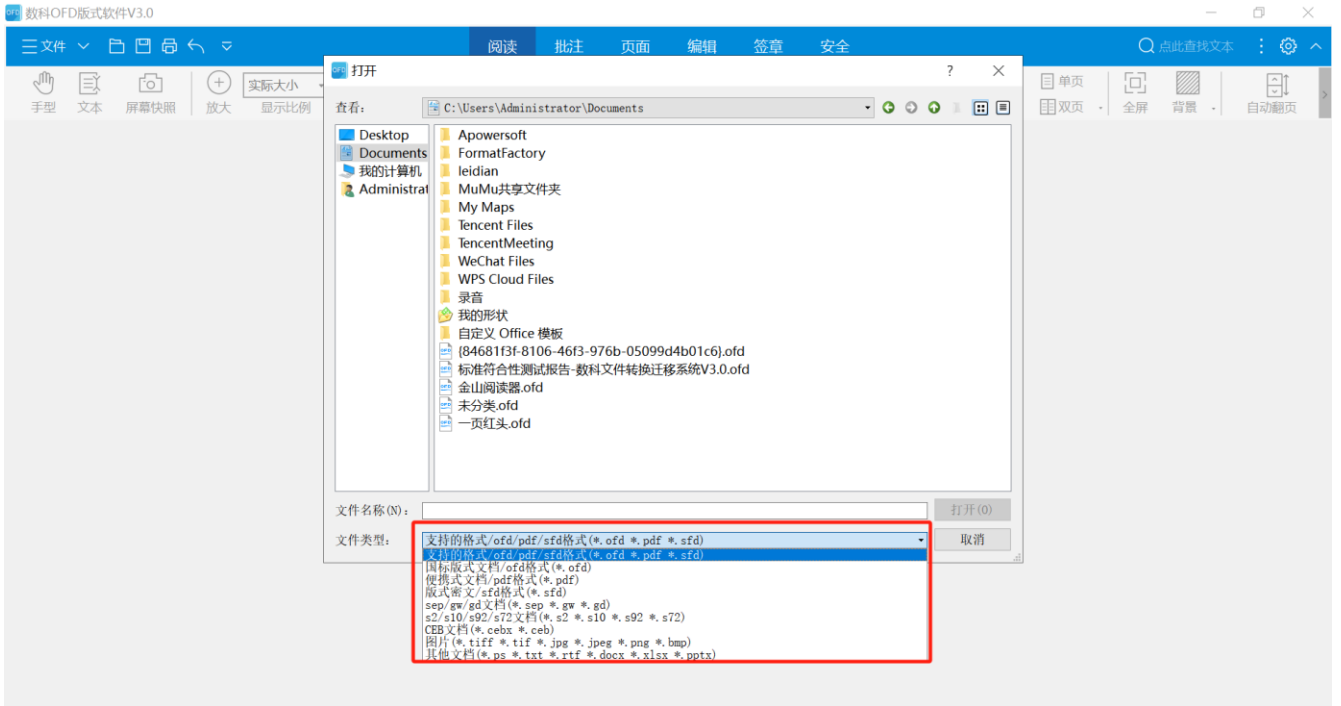 数科OFD版式软件V3.0
文件
阅读 批注 页面 编辑 签章 安全
点此查找文本
手型 文本 屏幕快照 放大 实际大小 显示比例
单页
双页 全屏 背景 自动翻页
打开
?
查看: C:\Users\Administrator\Documents
Desktop
Documents
我的计算机
Administrat
Apowersoft
FormatFactory
leidian
MuMu共享文件夹
My Maps
Tencent Files
TencentMeeting
WeChat Files
WPS Cloud Files
录音
我的形状
自定义 Office 模板
{84681f3f-8106-46f3-976b-05099d4b01c6}.ofd
标准符合性测试报告-数科文件转换迁移系统V3.0.ofd
金山阅读器.ofd
未分类.ofd
一页红头.ofd
文件名称(N): 打开(O)
文件类型: 支持的格式/ofd/pdf/sfd格式(*.ofd *.pdf *.sfd) 取消
支持的格式/ofd/pdf/sfd格式(*.ofd *.pdf *.sfd)
国标版式文档/ofd格式(*.ofd)
便携式文档/pdf格式(*.pdf)
版式密文/sfd格式(*.sfd)
sep/gw/gd文档(*.sep *.gw *.gd)
s2/s10/s92/s72文档(*.s2 *.s10 *.s92 *.s72)
CEB文档(*.cebx *.ceb)
图片(*.tiff *.tif *.jpg *.jpeg *.png *.bmp)
其他文档(*.ps *.txt *.rtf *.docx *.xlsx *.pptx)